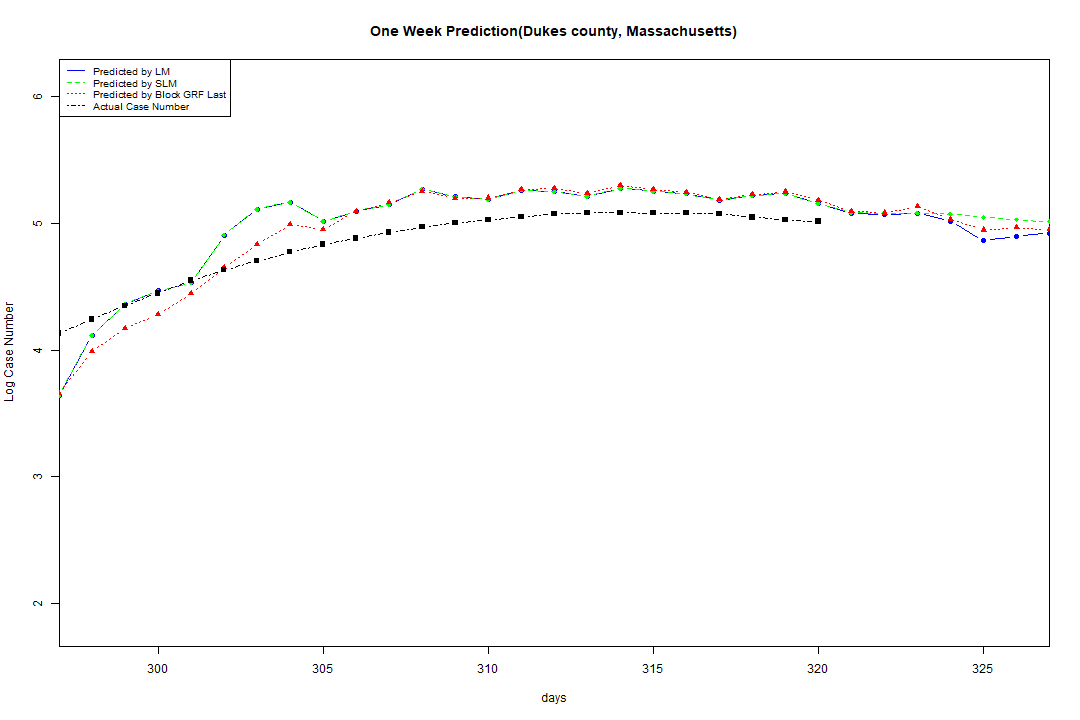 One Week Prediction(Dukes county, Massachusetts)
Predicted by LM
Predicted by SLM
Predicted by Block GRF Last
Actual Case Number
6
5
4
3
2
Log Case Number
300 305 310 315 320 325
days